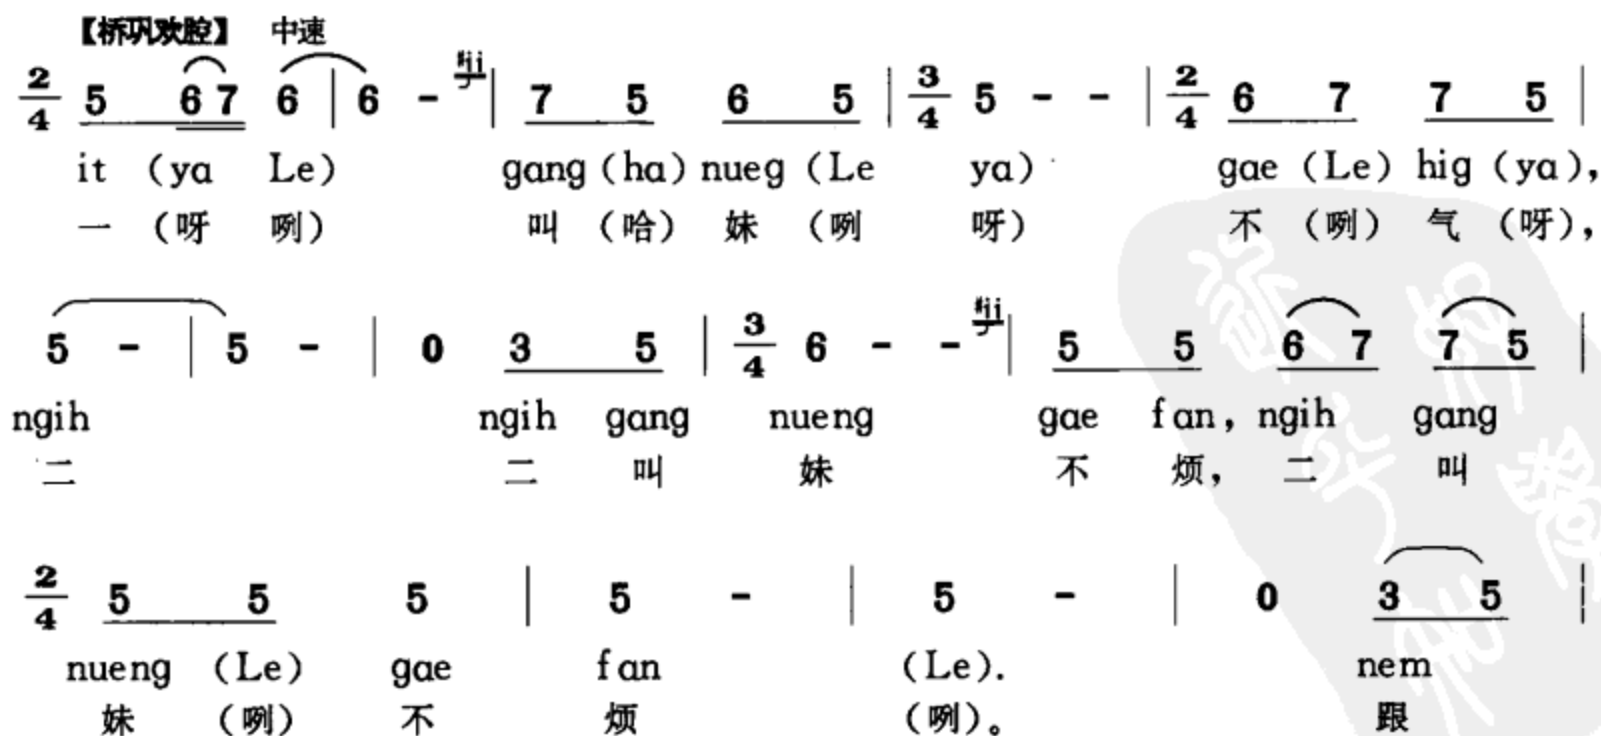 【桥巩欢腔】 中速
2/4 5 6 7 6 | 6 - | 7 5 6 5 | 3/4 5 - - | 2/4 6 7 7 5 |
it (ya Le) gang (ha) nueg (Le ya) gae (Le) hig (ya),
一 (呀 咧) 叫 (哈) 妹 (咧 呀) 不 (咧) 气 (呀),
5 - | 5 - | 0 3 5 | 3/4 6 - - | 5 5 6 7 7 5 |
ngih ngih gang nueng gae fan, ngih gang
二 二 叫 妹 不 烦, 二 叫
2/4 5 5 5 | 5 - | 5 - | 0 3 5 |
nueng (Le) gae fan (Le). nem
妹 (咧) 不 烦 (咧)。 跟